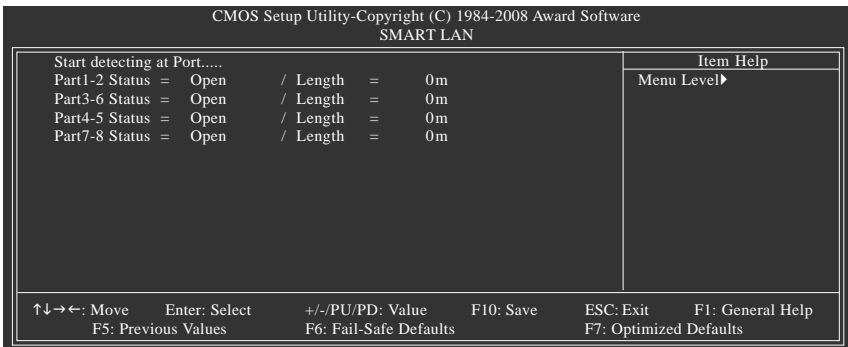 CMOS Setup Utility-Copyright (C) 1984-2008 Award Software
SMART LAN
Start detecting at Port.....
Part1-2 Status = Open / Length = 0m
Part3-6 Status = Open / Length = 0m
Part4-5 Status = Open / Length = 0m
Part7-8 Status = Open / Length = 0m
Item Help
Menu Level▶
↑↓→←: Move Enter: Select +/-/PU/PD: Value F10: Save ESC: Exit F1: General Help
F5: Previous Values F6: Fail-Safe Defaults F7: Optimized Defaults